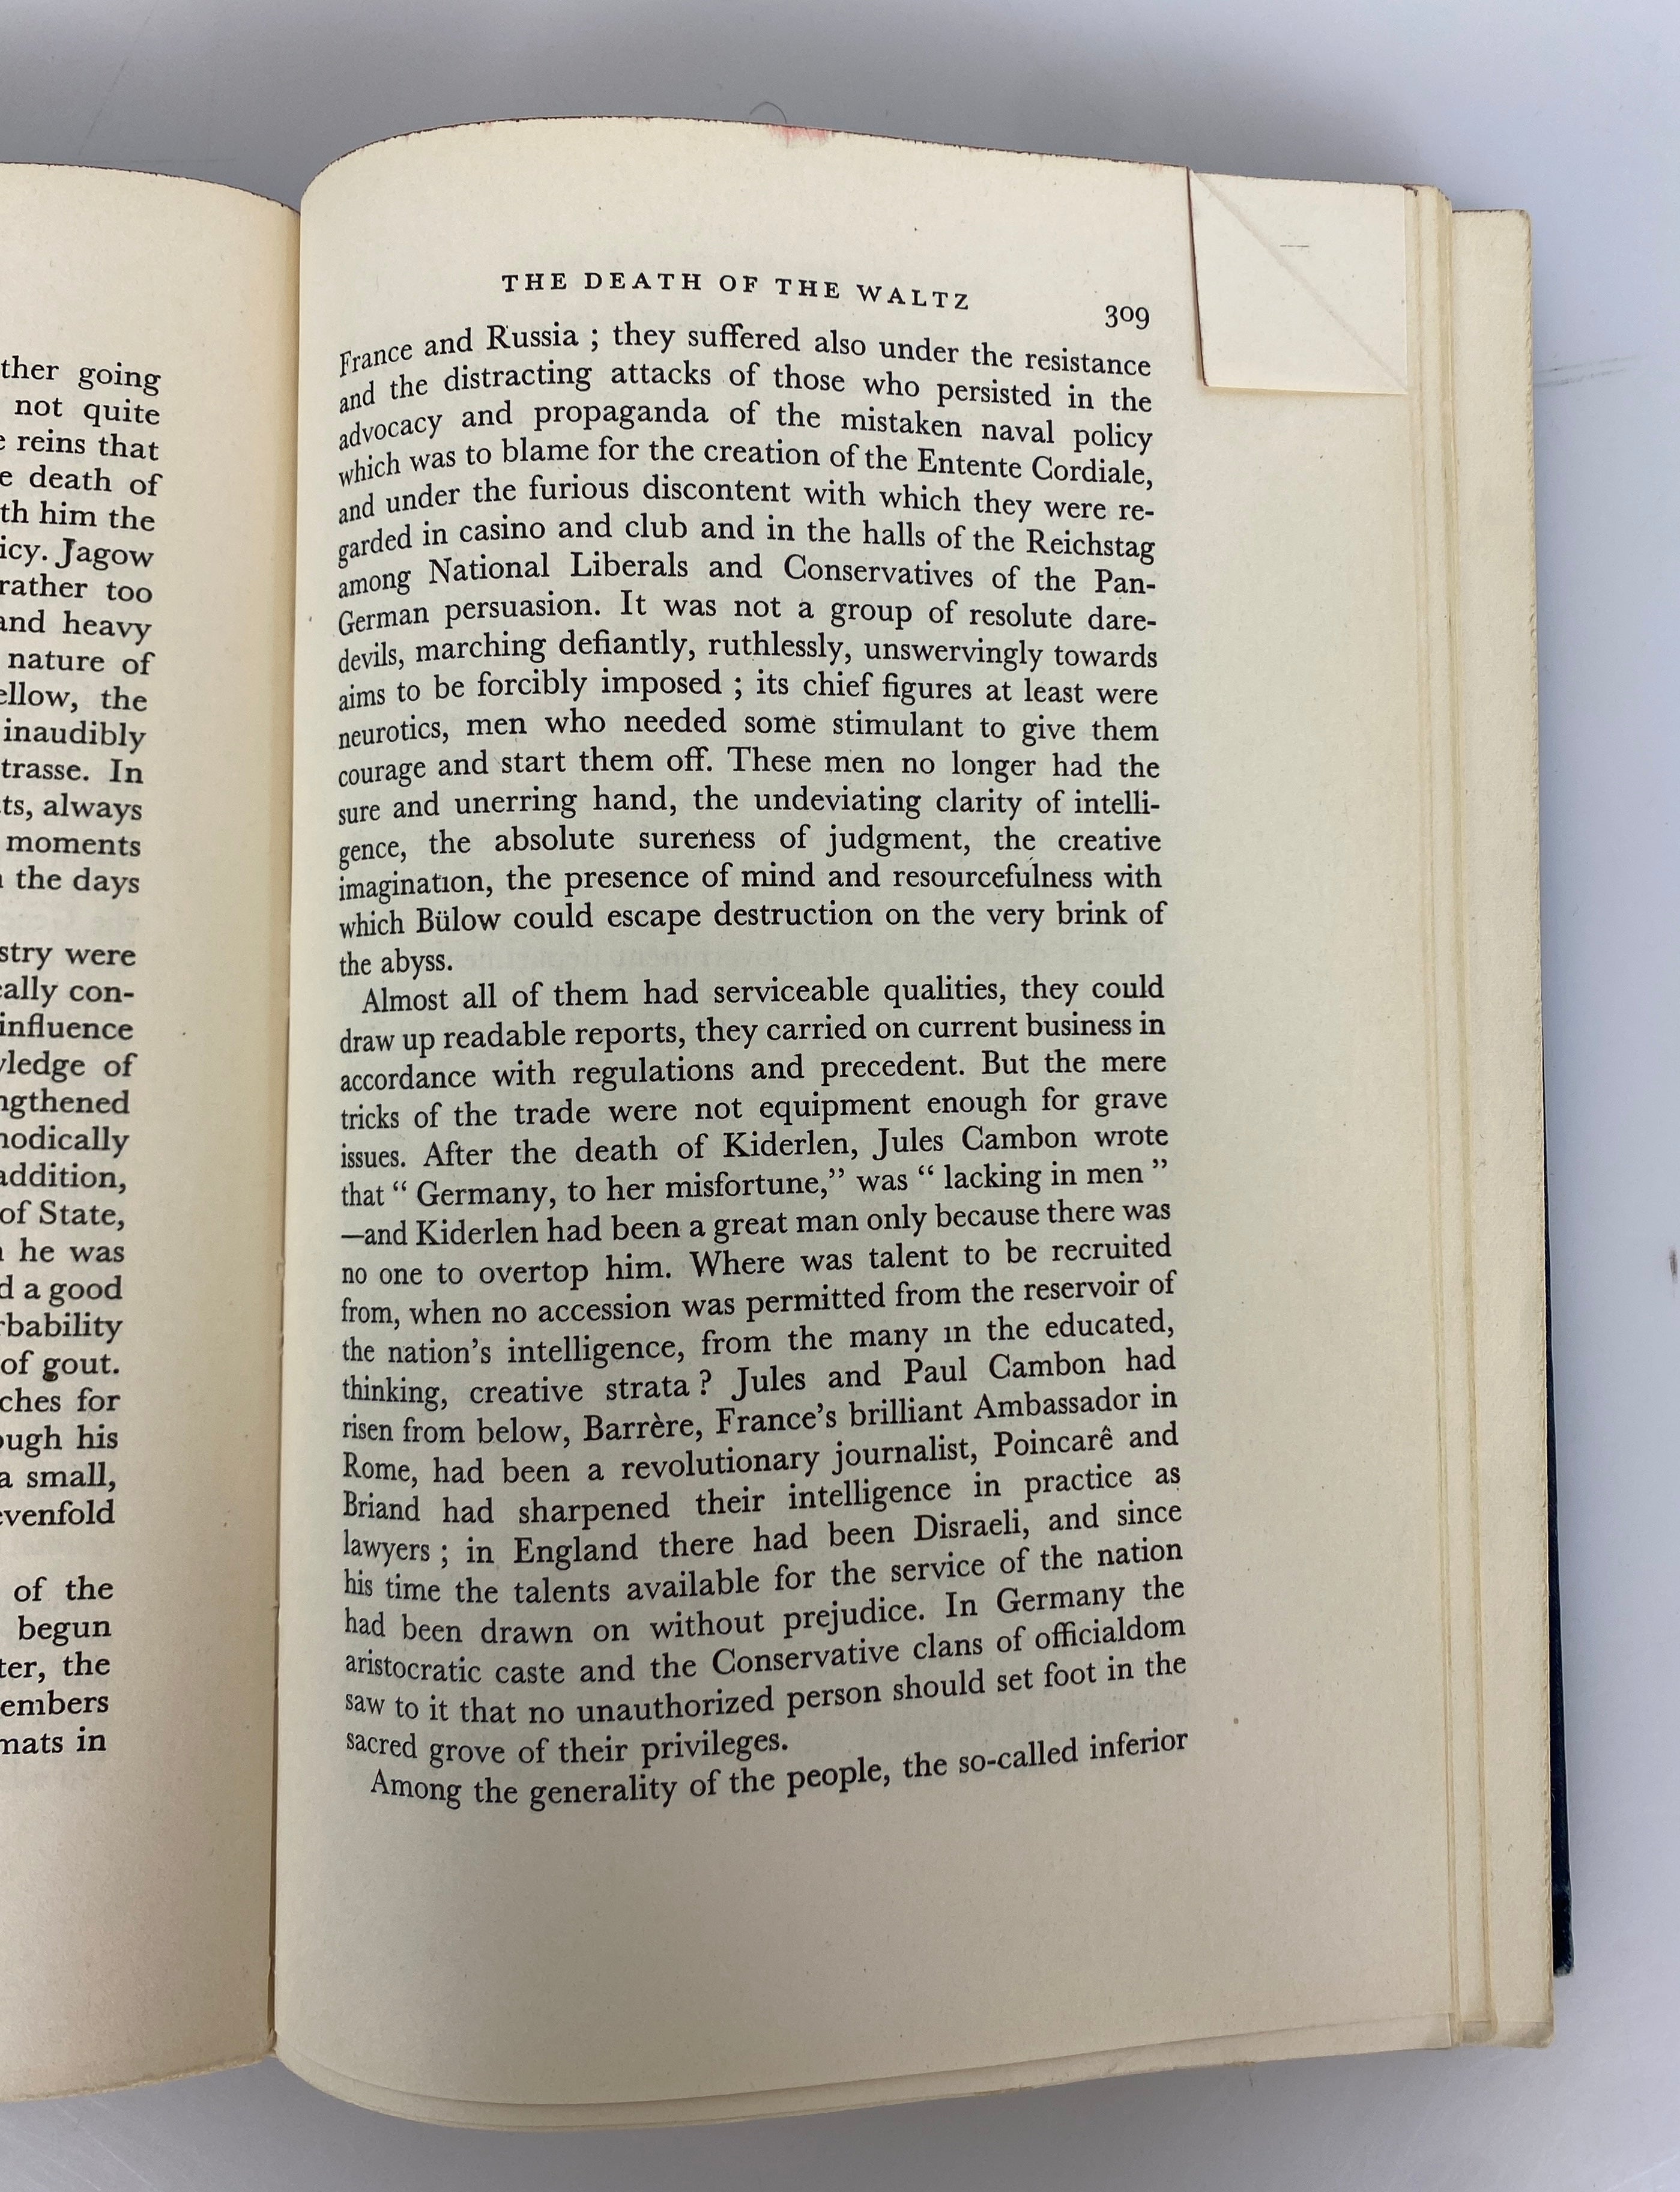 ther going
not quite
reins that
death of
th him the
icy. Jagow
rather too
and heavy
nature of
ellow, the
inaudibly
trasse. In
ts, always
moments
the days
stry were
cally con-
influence
ledge of
ngthened
hodically
addition,
of State,
he was
d a good
rbability
of gout.
ches for
ough his
a small,
evenfold
of the
begun
ter, the
embers
mats in
THE DEATH OF THE WALTZ
309
France and Russia ; they suffered also under the resistance
and the distracting attacks of those who persisted in the
advocacy and propaganda of the mistaken naval policy
which was to blame for the creation of the Entente Cordiale,
and under the furious discontent with which they were re-
garded in casino and club and in the halls of the Reichstag
among National Liberals and Conservatives of the Pan-
German persuasion. It was not a group of resolute dare-
devils, marching defiantly, ruthlessly, unswervingly towards
aims to be forcibly imposed ; its chief figures at least were
neurotics, men who needed some stimulant to give them
courage and start them off. These men no longer had the
sure and unerring hand, the undeviating clarity of intelli-
gence, the absolute sureness of judgment, the creative
imagination, the presence of mind and resourcefulness with
which Bülow could escape destruction on the very brink of
the abyss.
Almost all of them had serviceable qualities, they could
draw up readable reports, they carried on current business in
accordance with regulations and precedent. But the mere
tricks of the trade were not equipment enough for grave
issues. After the death of Kiderlen, Jules Cambon wrote
that “ Germany, to her misfortune,” was “ lacking in men ”
—and Kiderlen had been a great man only because there was
no one to overtop him. Where was talent to be recruited
from, when no accession was permitted from the reservoir of
the nation’s intelligence, from the many in the educated,
thinking, creative strata ? Jules and Paul Cambon had
risen from below, Barrère, France’s brilliant Ambassador in
Rome, had been a revolutionary journalist, Poincarê and
Briand had sharpened their intelligence in practice as
lawyers ; in England there had been Disraeli, and since
his time the talents available for the service of the nation
had been drawn on without prejudice. In Germany the
aristocratic caste and the Conservative clans of officialdom
saw to it that no unauthorized person should set foot in the
sacred grove of their privileges.
Among the generality of the people, the so-called inferior